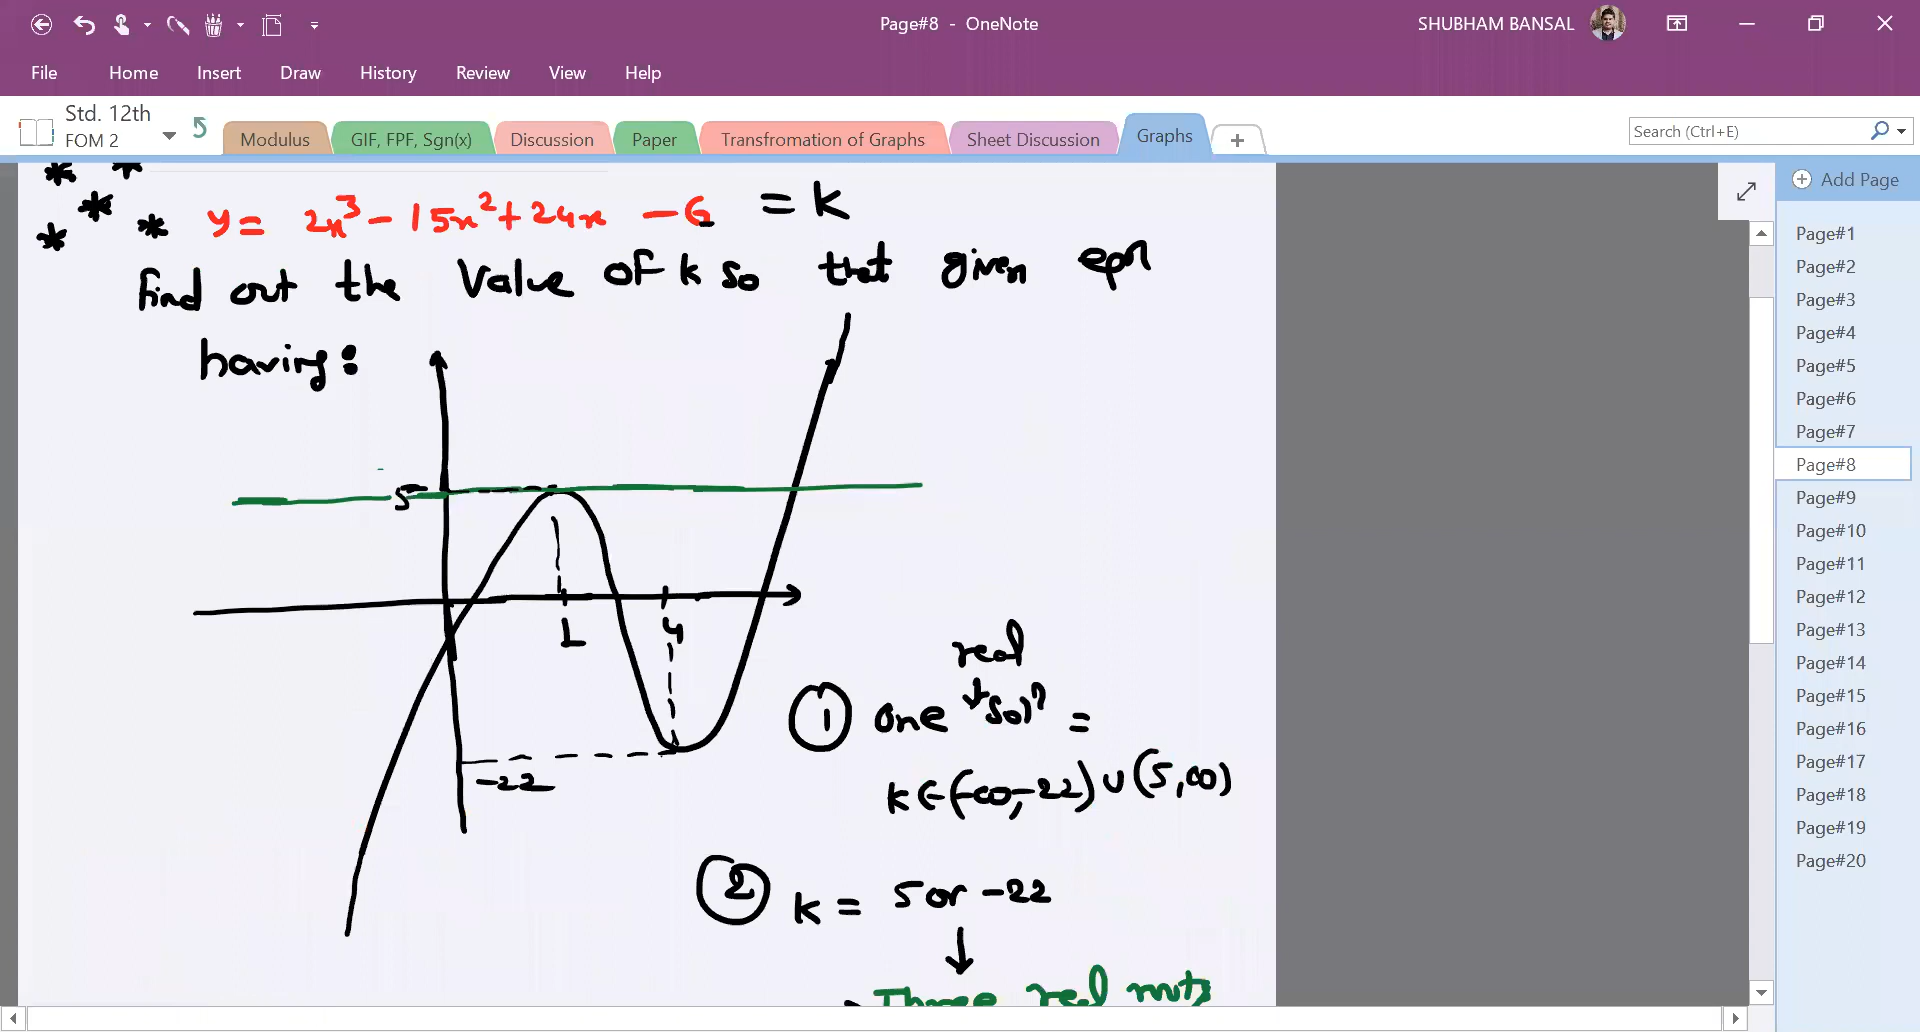 Page#8 - OneNote
SHUBHAM BANSAL
File Home Insert Draw History Review View Help
Std. 12th
FOM 2
Modulus
GIF, FPF, Sgn(x)
Discussion
Paper
Transfromation of Graphs
Sheet Discussion
Graphs
+
Search (Ctrl+E)
Add Page
Page#1
Page#2
Page#3
Page#4
Page#5
Page#6
Page#7
Page#8
Page#9
Page#10
Page#11
Page#12
Page#13
Page#14
Page#15
Page#16
Page#17
Page#18
Page#19
Page#20
y = 2x³ - 15x² + 24x - 6 = k
find out the Value of k so that given eqn
having:
5
1
4
-22
real
① One ↓ soln =
k ∈ (-∞, -22) ∪ (5, ∞)
② k = 5 or -22
↓
Three real roots